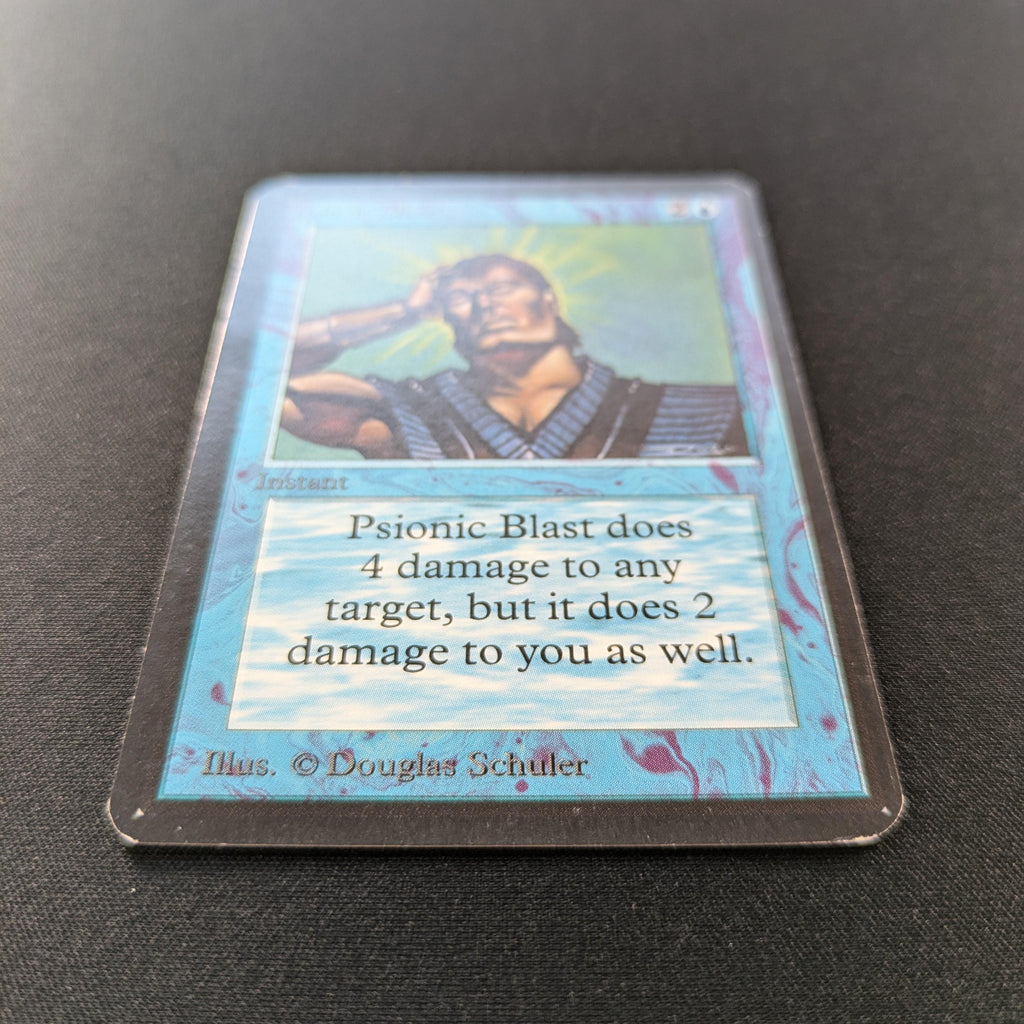 Instant
Psionic Blast does
4 damage to any
target, but it does 2
damage to you as well.
Illus. © Douglas Schuler